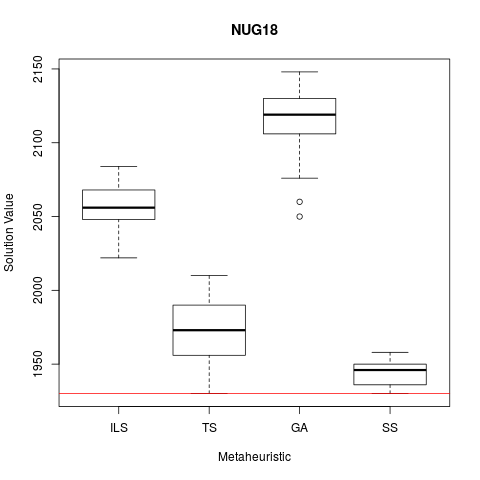 NUG18
Solution Value
2150
2100
2050
2000
1950
ILS TS GA SS
Metaheuristic